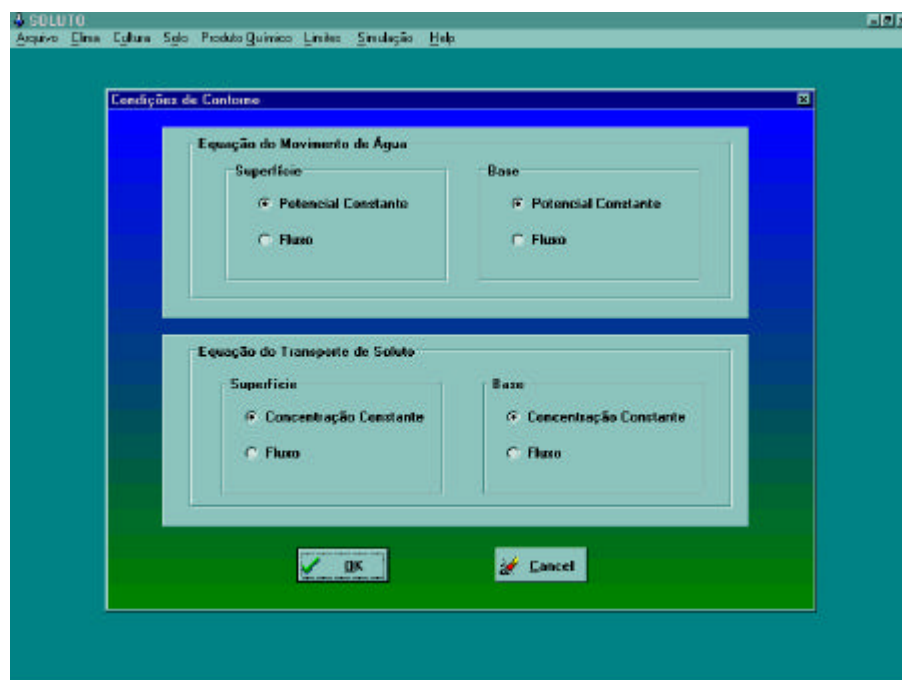 SOLUTO
Arquivo Clima Cultura Solo Produto Químico Limites Simulação Help
Condições de Contorno
Equação do Movimento de Água
Superfície Base
Potencial Constante Potencial Constante
Fluxo Fluxo
Equação do Transporte de Soluto
Superfície Base
Concentração Constante Concentração Constante
Fluxo Fluxo
OK Cancel